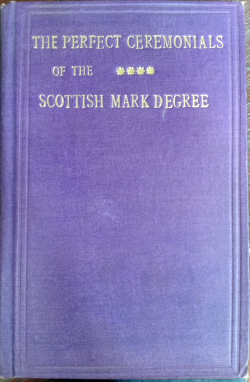 THE PERFECT CEREMONIALS
OF THE ****
SCOTTISH MARK DEGREE